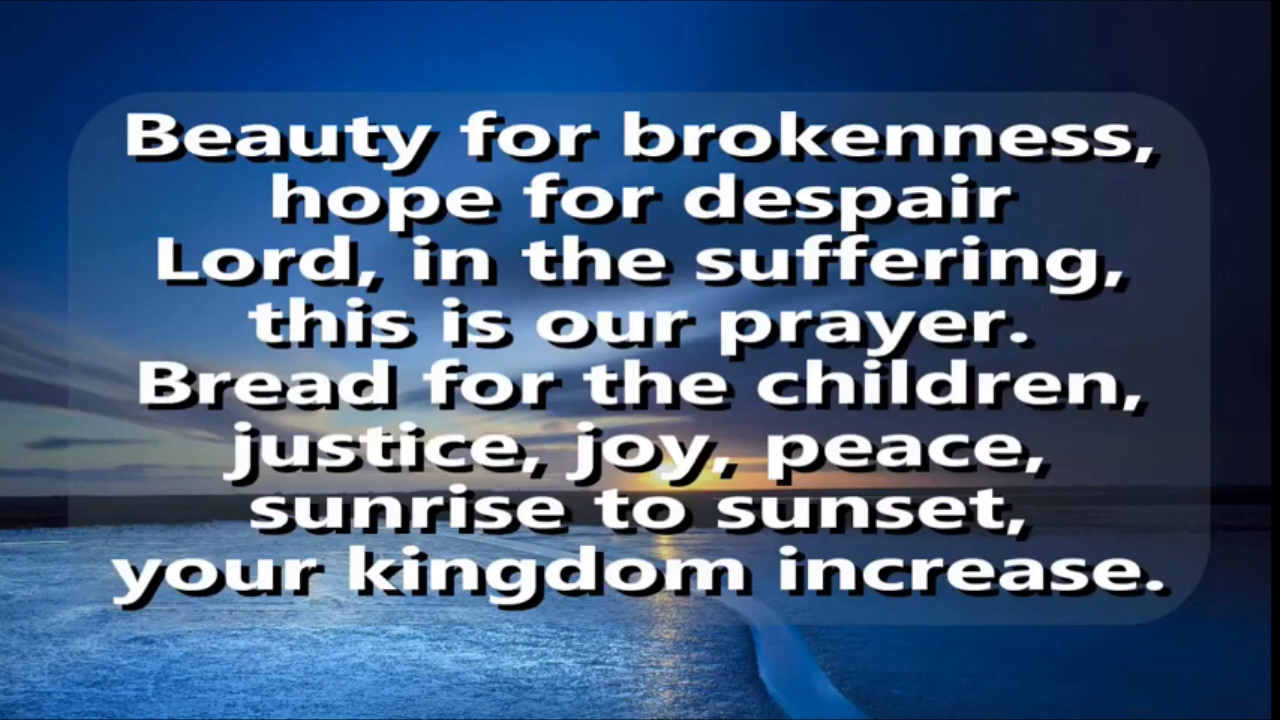 Beauty for brokenness,
hope for despair
Lord, in the suffering,
this is our prayer.
Bread for the children,
justice, joy, peace,
sunrise to sunset,
your kingdom increase.